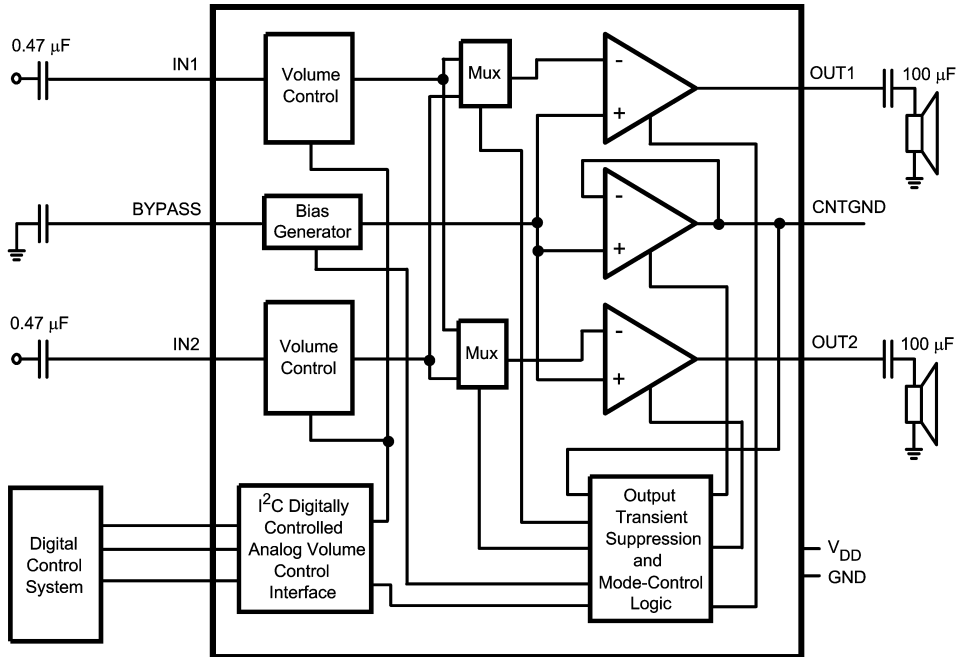 0.47 μF
IN1
Volume
Control
Mux
-
+
OUT1
100 μF
BYPASS
Bias
Generator
-
+
CNTGND
0.47 μF
IN2
Volume
Control
Mux
-
+
OUT2
100 μF
Digital
Control
System
I²C Digitally
Controlled
Analog Volume
Control
Interface
Output
Transient
Suppression
and
Mode-Control
Logic
VDD
GND